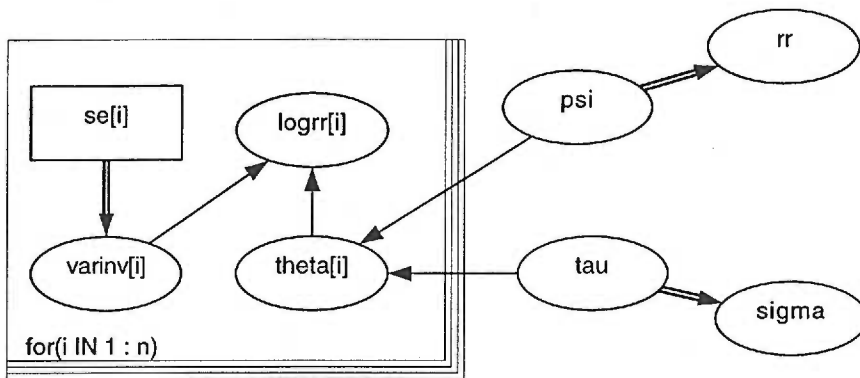 rr
se[i]
logrr[i]
psi
varinv[i]
theta[i]
tau
sigma
for(i IN 1 : n)